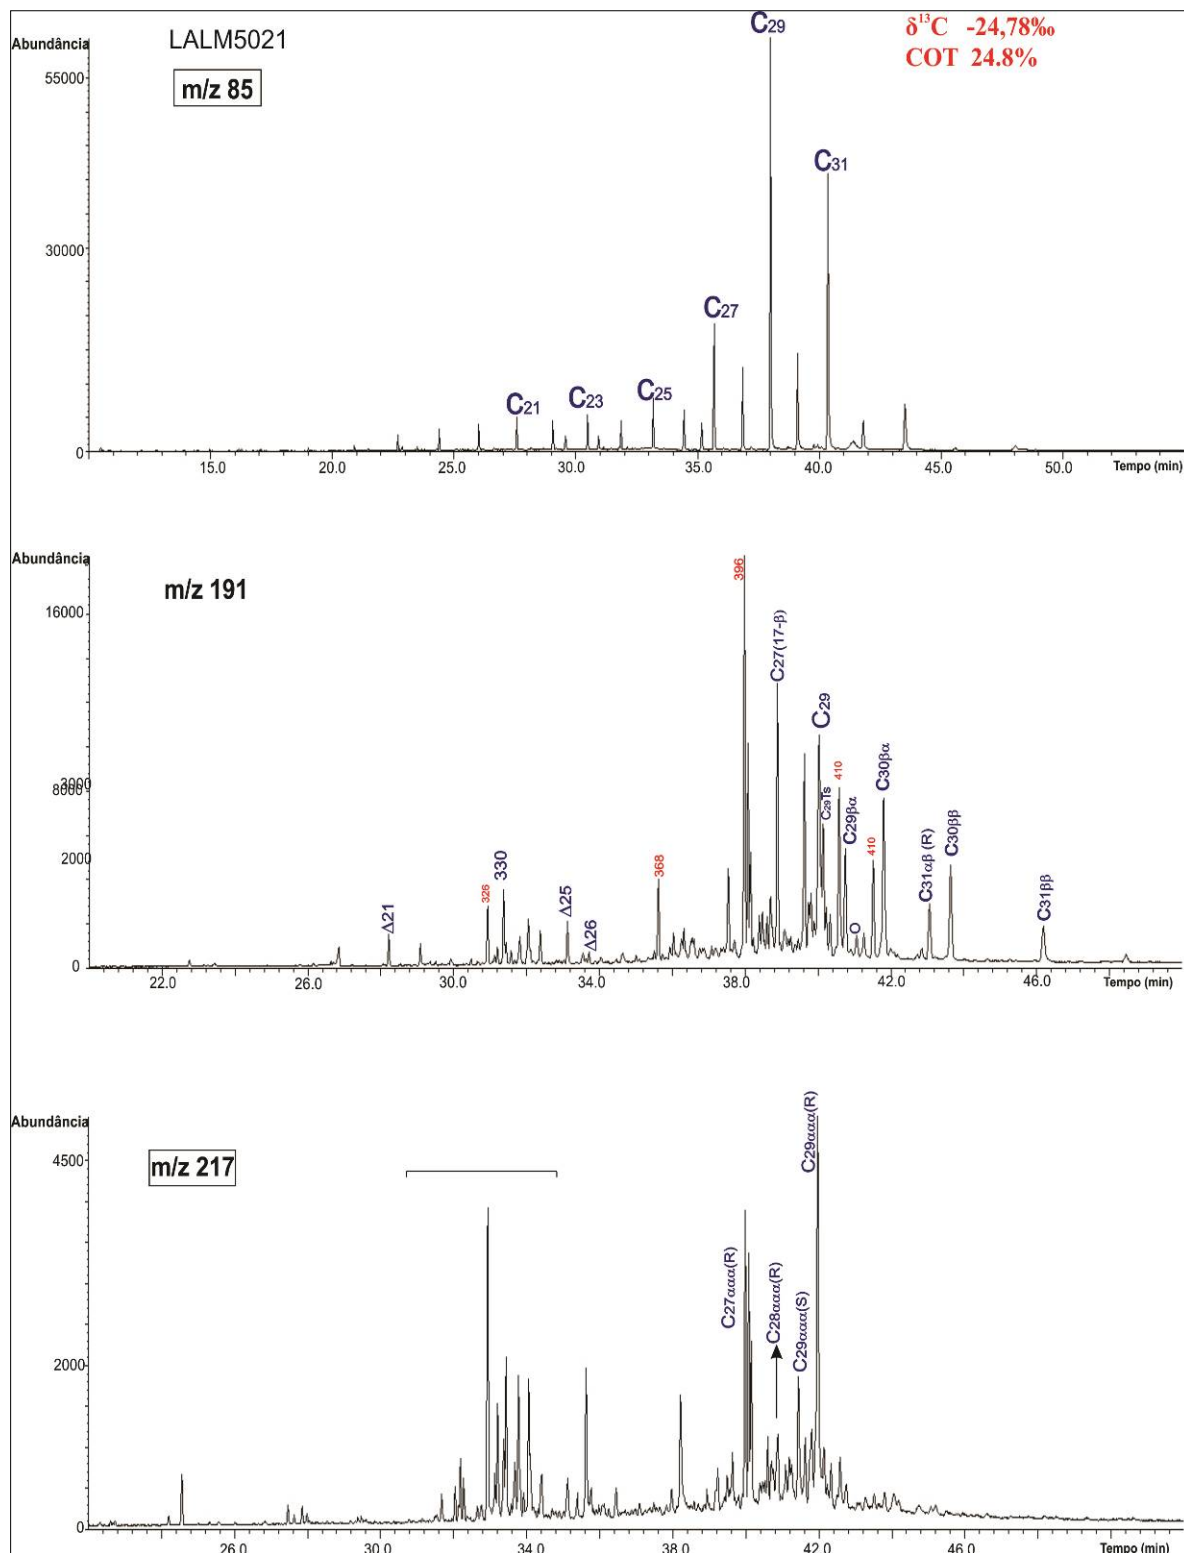 C29
δ¹³C -24,78‰
Abundância
LALM5021
COT 24.8%
55000
m/z 85
C31
30000
C27
C21
C23
C25
0
15.0 20.0 25.0 30.0 35.0 40.0 45.0 50.0 Tempo (min)
Abundância
m/z 191
396
16000
C27(17-β)
C29
3000
8000
410
C30βα
C29Ts
C29βα
2000
330
368
410
C31αβ (R)
C30ββ
326
Δ21
Δ25
Δ26
O
C31ββ
0
22.0 26.0 30.0 34.0 38.0 42.0 46.0 Tempo (min)
Abundância
C29ααα(R)
4500
m/z 217
C27ααα(R)
C28ααα(R)
C29ααα(S)
2000
0
26.0 30.0 34.0 38.0 42.0 46.0 Tempo (min)